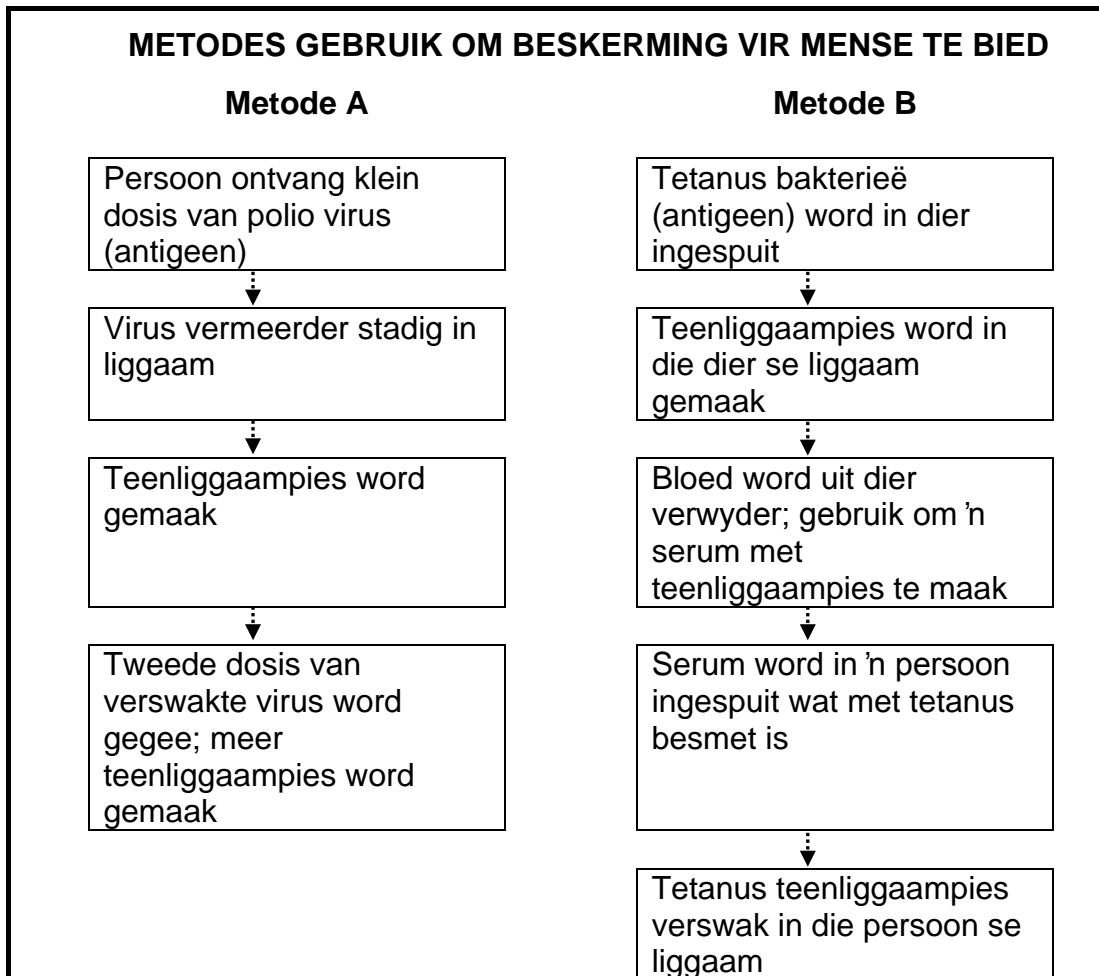 METODES GEBRUIK OM BESKERMING VIR MENSE TE BIED
Metode A
Persoon ontvang klein
dosis van polio virus
(antigeen)
Virus vermeerder stadig in
liggaam
Teenliggaampies word
gemaak
Tweede dosis van
verswakte virus word
gegee; meer
teenliggaampies word
gemaak
Metode B
Tetanus bakterieë
(antigeen) word in dier
ingespuit
Teenliggaampies word in
die dier se liggaam
gemaak
Bloed word uit dier
verwyder; gebruik om ’n
serum met
teenliggaampies te maak
Serum word in ’n persoon
ingespuit wat met tetanus
besmet is
Tetanus teenliggaampies
verswak in die persoon se
liggaam